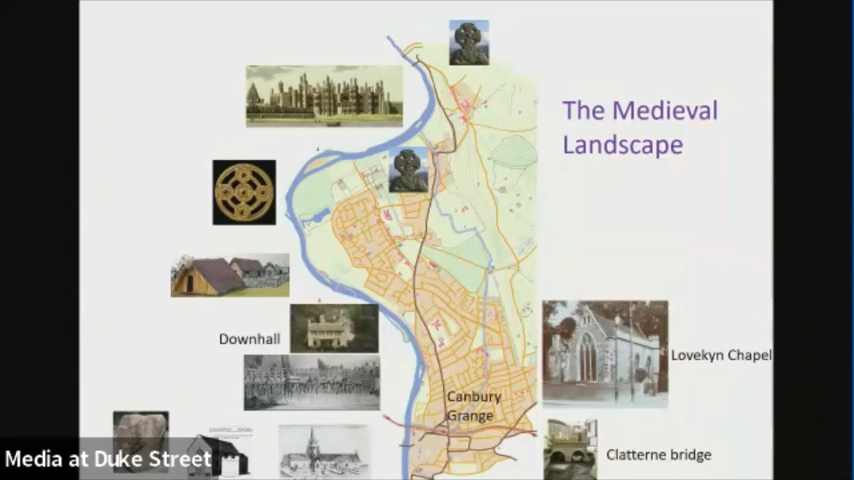 The Medieval
Landscape
Downhall
Lovekyn Chapel
Canbury
Grange
Clatterne bridge
Media at Duke Street